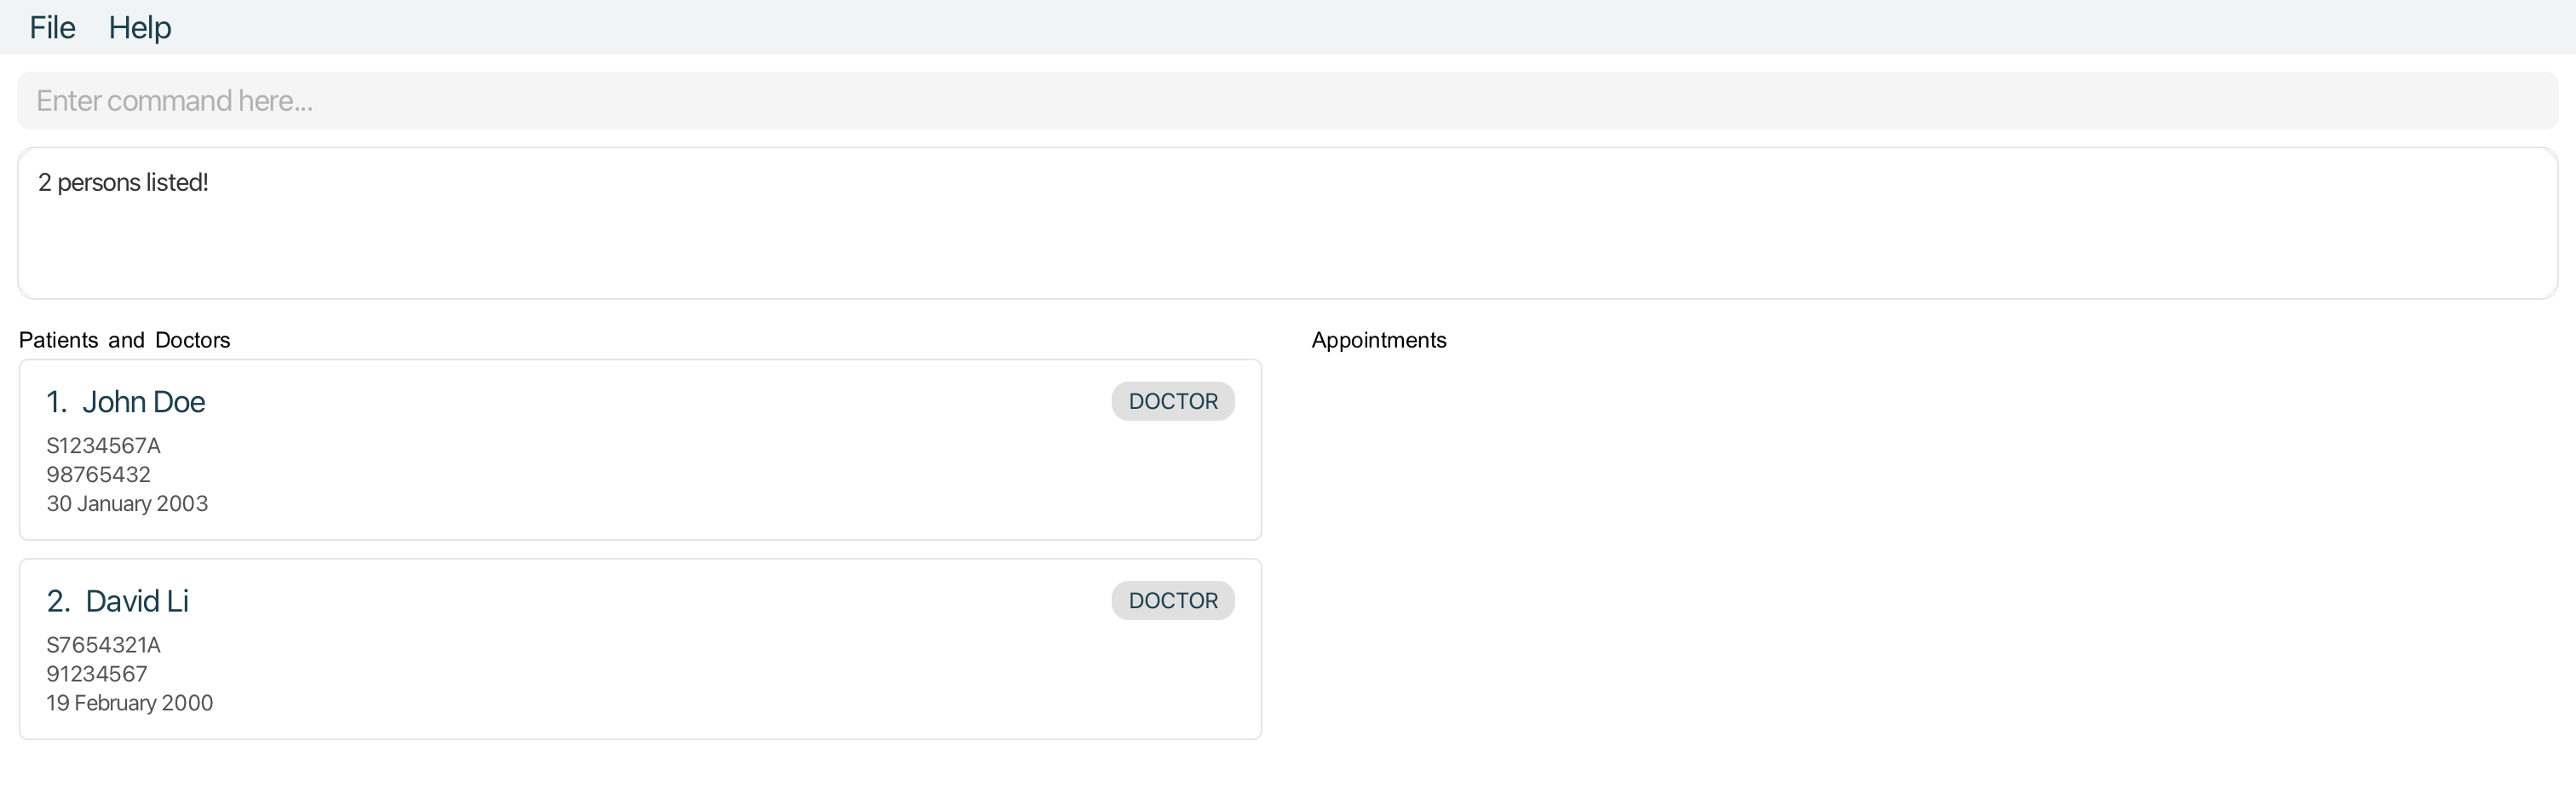 File Help
Enter command here...
2 persons listed!
Patients and Doctors
1. John Doe
DOCTOR
S1234567A
98765432
30 January 2003
2. David Li
DOCTOR
S7654321A
91234567
19 February 2000
Appointments